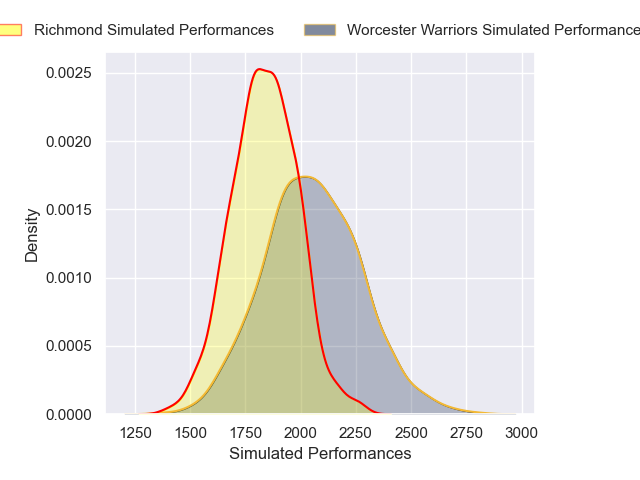 Richmond Simulated Performances
Worcester Warriors Simulated Performance
0.0025
0.0020
0.0015
0.0010
0.0005
0.0000
Density
1250 1500 1750 2000 2250 2500 2750 3000
Simulated Performances